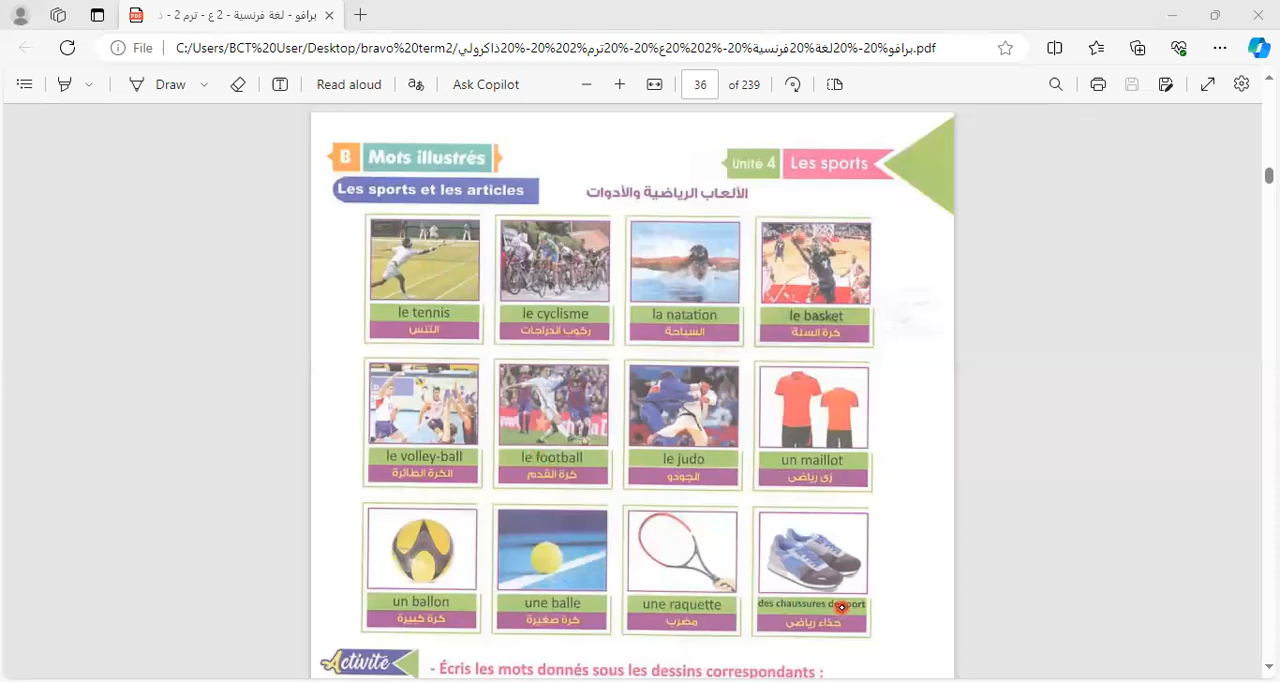 برافو - لغة فرنسية - 2 ع - ترم 2 - ذ
File C:/Users/BCT%20User/Desktop/bravo%20term2/برافو%20-%20لغة%20فرنسية%20-%202%20ع%20-%20ترم%202%20-%20ذاكرولي.pdf
Draw Read aloud aあ Ask Copilot 36 of 239
B Mots illustrés Unité 4 Les sports
Les sports et les articles الألعاب الرياضية والأدوات
le tennis le cyclisme la natation le basket
التنس ركوب الدراجات السباحة كرة السلة
le volley-ball le football le judo un maillot
الكرة الطائرة كرة القدم الجودو زى رياضى
un ballon une balle une raquette des chaussures de sport
كرة كبيرة كرة صغيرة مضرب حذاء رياضى
Activité - Écris les mots donnés sous les dessins correspondants :